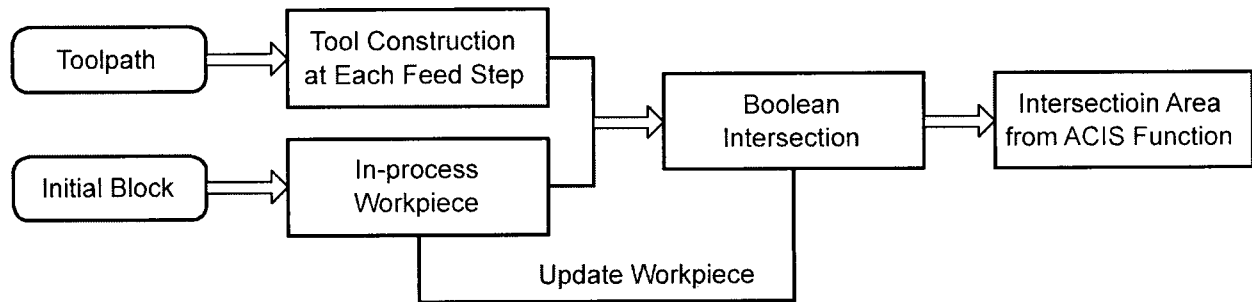 Toolpath
Tool Construction
at Each Feed Step
Initial Block
In-process
Workpiece
Boolean
Intersection
Intersectioin Area
from ACIS Function
Update Workpiece